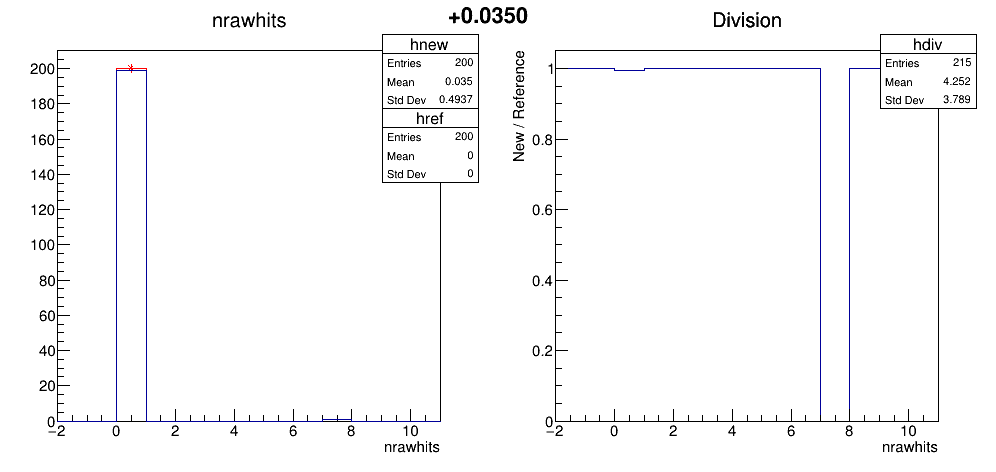 +0.0350
nrawhits
hnew
Entries 200
Mean 0.035
Std Dev 0.4937
href
Entries 200
Mean 0
Std Dev 0
200
180
160
140
120
100
80
60
40
20
0
−2 0 2 4 6 8 10
nrawhits
Division
hdiv
Entries 215
Mean 4.252
Std Dev 3.789
New / Reference
1
0.8
0.6
0.4
0.2
0
−2 0 2 4 6 8 10
nrawhits